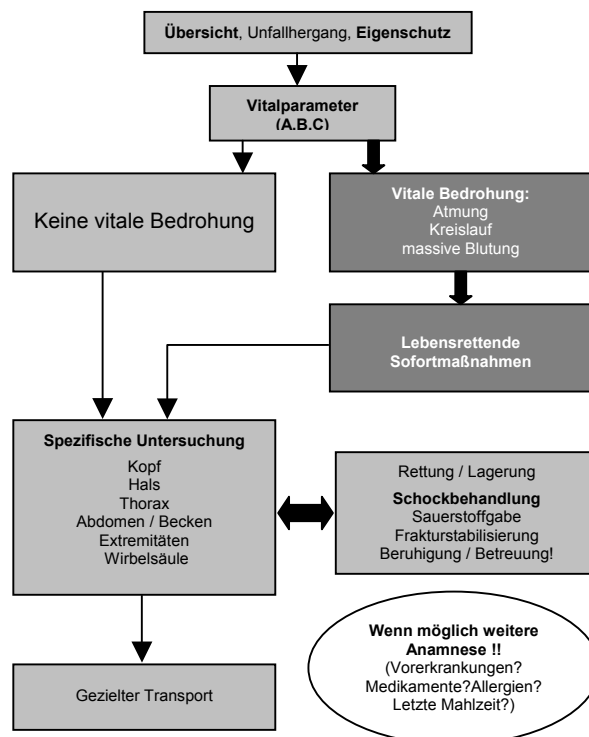 Übersicht, Unfallhergang, Eigenschutz
Vitalparameter
(A.B.C)
Keine vitale Bedrohung
Vitale Bedrohung:
Atmung
Kreislauf
massive Blutung
Lebensrettende
Sofortmaßnahmen
Spezifische Untersuchung
Kopf
Hals
Thorax
Abdomen / Becken
Extremitäten
Wirbelsäule
Rettung / Lagerung
Schockbehandlung
Sauerstoffgabe
Frakturstabilisierung
Beruhigung / Betreuung!
Wenn möglich weitere
Anamnese !!
(Vorerkrankungen?
Medikamente?Allergien?
Letzte Mahlzeit?)
Gezielter Transport